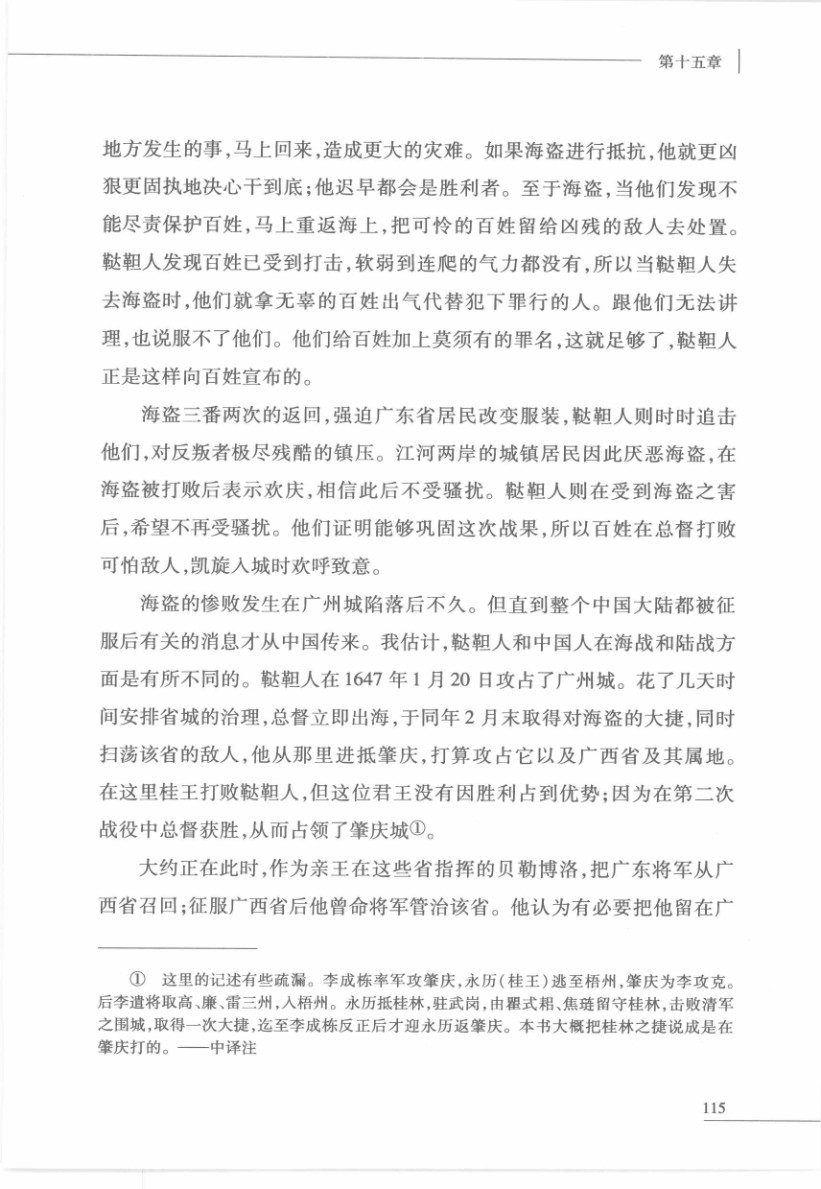 第十五章
地方发生的事,马上回来,造成更大的灾难。如果海盗进行抵抗,他就更凶
狠更固执地决心干到底;他迟早都会是胜利者。至于海盗,当他们发现不
能尽责保护百姓,马上重返海上,把可怜的百姓留给凶残的敌人去处置。
鞑靼人发现百姓已受到打击,软弱到连爬的气力都没有,所以当鞑靼人失
去海盗时,他们就拿无辜的百姓出气代替犯下罪行的人。跟他们无法讲
理,也说服不了他们。他们给百姓加上莫须有的罪名,这就足够了,鞑靼人
正是这样向百姓宣布的。
海盗三番两次的返回,强迫广东省居民改变服装,鞑靼人则时时追击
他们,对反叛者极尽残酷的镇压。江河两岸的城镇居民因此厌恶海盗,在
海盗被打败后表示欢庆,相信此后不受骚扰。鞑靼人则在受到海盗之害
后,希望不再受骚扰。他们证明能够巩固这次战果,所以百姓在总督打败
可怕敌人,凯旋入城时欢呼致意。
海盗的惨败发生在广州城陷落后不久。但直到整个中国大陆都被征
服后有关的消息才从中国传来。我估计,鞑靼人和中国人在海战和陆战方
面是有所不同的。鞑靼人在1647年1月20日攻占了广州城。花了几天时
间安排省城的治理,总督立即出海,于同年2月末取得对海盗的大捷,同时
扫荡该省的敌人,他从那里进抵肇庆,打算攻占它以及广西省及其属地。
在这里桂王打败鞑靼人,但这位君王没有因胜利占到优势;因为在第二次
战役中总督获胜,从而占领了肇庆城①。
大约正在此时,作为亲王在这些省指挥的贝勒博洛,把广东将军从广
西省召回;征服广西省后他曾命将军管治该省。他认为有必要把他留在广
① 这里的记述有些疏漏。李成栋率军攻肇庆,永历(桂王)逃至梧州,肇庆为李攻克。
后李遣将取高、廉、雷三州,入梧州。永历抵桂林,驻武岗,由瞿式耜、焦琏留守桂林,击败清军
之围城,取得一次大捷,迄至李成栋反正后才迎永历返肇庆。本书大概把桂林之捷说成是在
肇庆打的。——中译注
115